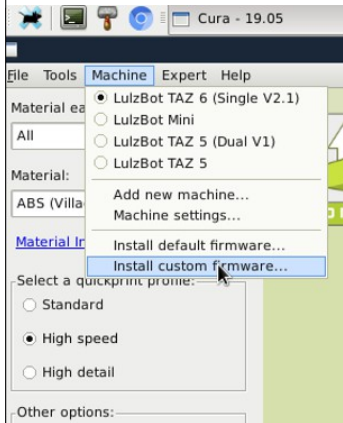 Cura - 19.05
File Tools Machine Expert Help
LulzBot TAZ 6 (Single V2.1)
LulzBot Mini
LulzBot TAZ 5 (Dual V1)
LulzBot TAZ 5
Add new machine...
Machine settings...
Install default firmware...
Install custom firmware...
Material ea
All
Material:
ABS (Villa
Material In
Select a quickprint profile:
Standard
High speed
High detail
Other options: